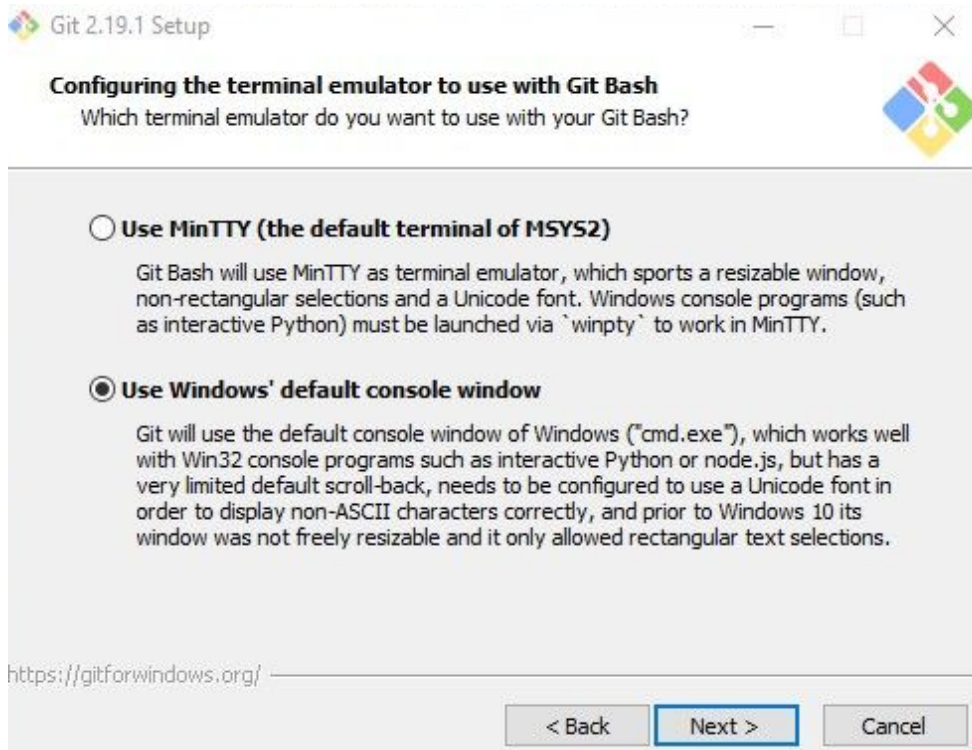 Git 2.19.1 Setup
Configuring the terminal emulator to use with Git Bash
Which terminal emulator do you want to use with your Git Bash?
Use MinTTY (the default terminal of MSYS2)
Git Bash will use MinTTY as terminal emulator, which sports a resizable window,
non-rectangular selections and a Unicode font. Windows console programs (such
as interactive Python) must be launched via `winpty` to work in MinTTY.
Use Windows' default console window
Git will use the default console window of Windows ("cmd.exe"), which works well
with Win32 console programs such as interactive Python or node.js, but has a
very limited default scroll-back, needs to be configured to use a Unicode font in
order to display non-ASCII characters correctly, and prior to Windows 10 its
window was not freely resizable and it only allowed rectangular text selections.
https://gitforwindows.org/
< Back Next > Cancel